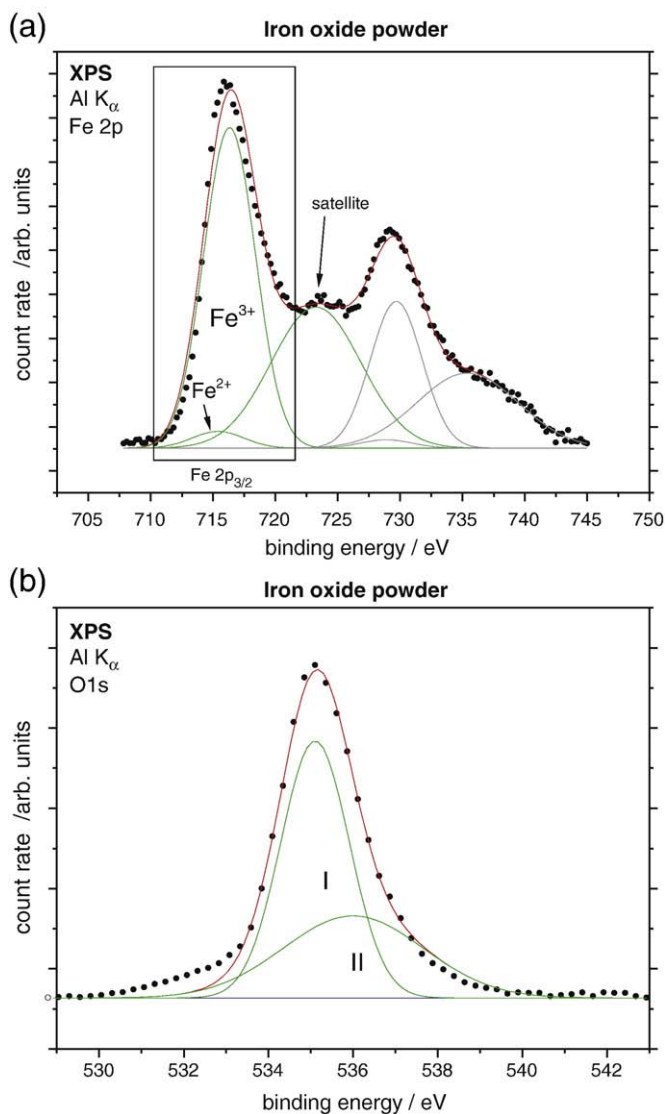 (a)
Iron oxide powder
XPS
Al Kα
Fe 2p
satellite
Fe3+
Fe2+
Fe 2p3/2
count rate /arb. units
705 710 715 720 725 730 735 740 745 750
binding energy / eV
(b)
Iron oxide powder
XPS
Al Kα
O1s
I
II
count rate /arb. units
530 532 534 536 538 540 542
binding energy / eV